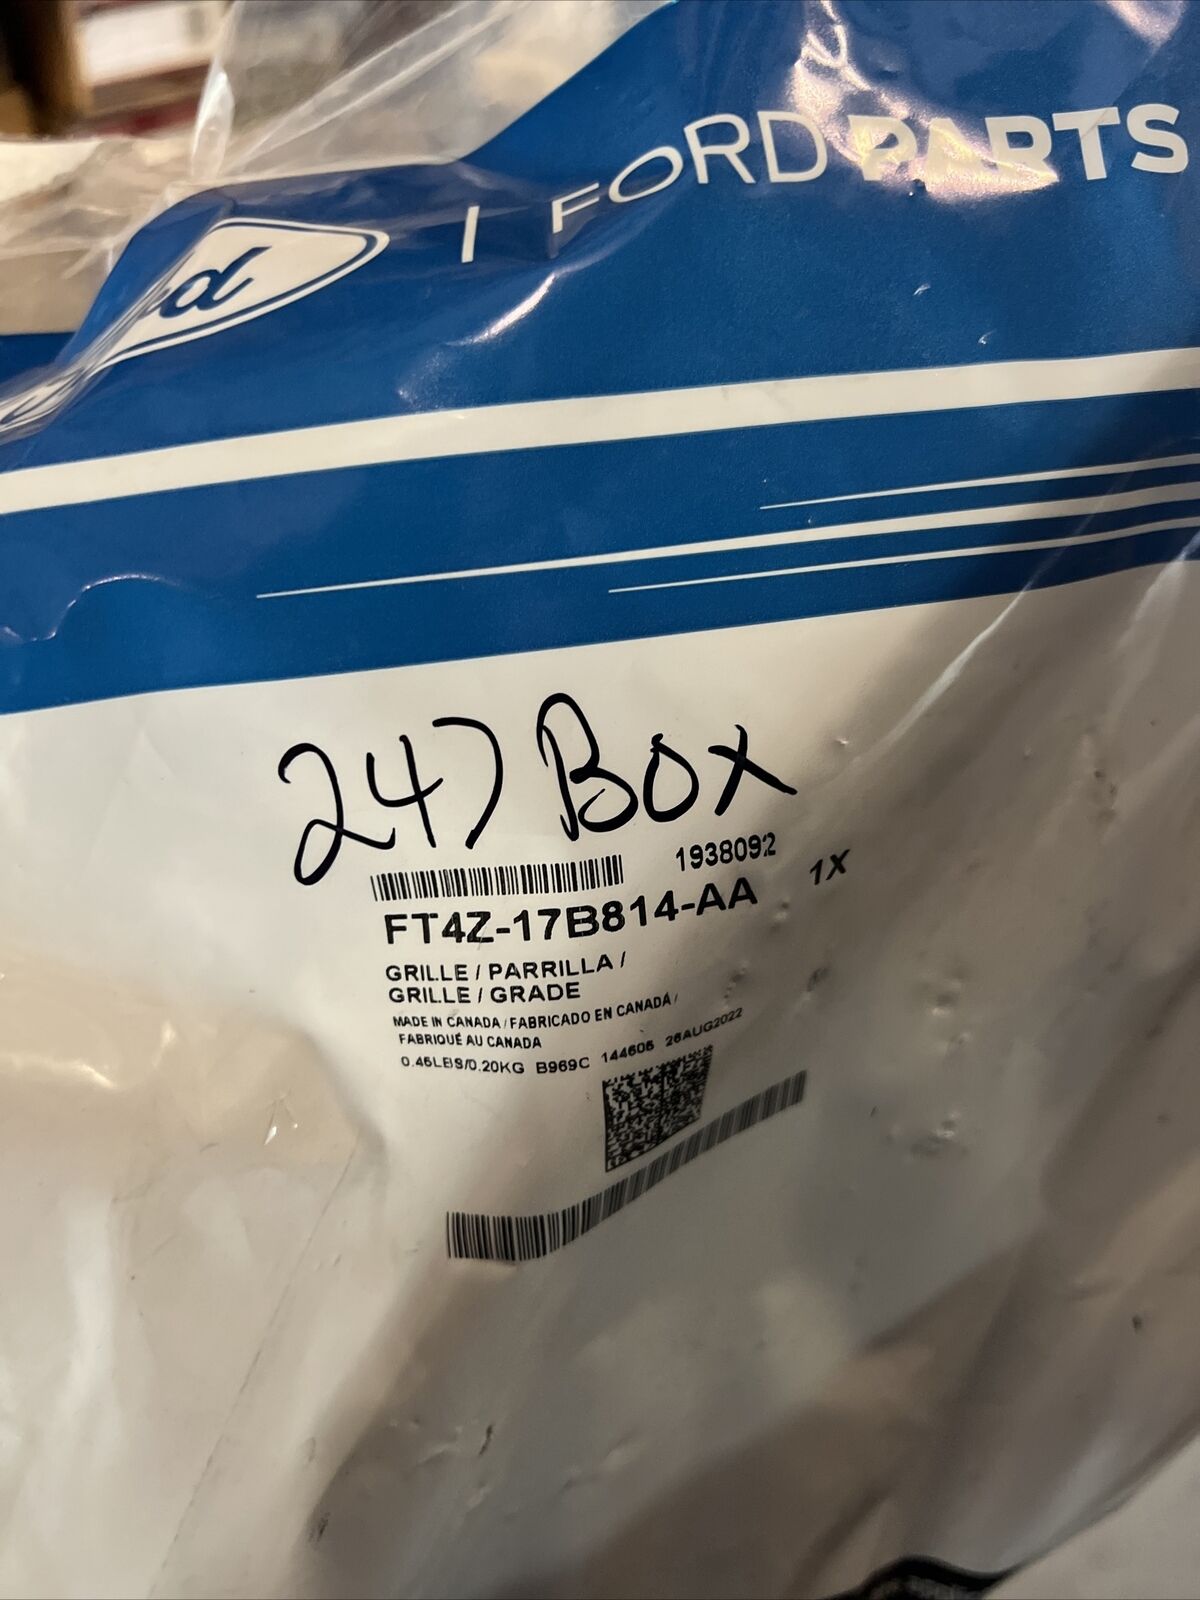 | FORD PARTS
247 Box
1938092
1X
FT4Z-17B814-AA
GRILLE / PARRILLA /
GRILLE / GRADE
MADE IN CANADA / FABRICADO EN CANADÁ /
FABRIQUÉ AU CANADA
0.45LBS/0.20KG B969C 144606 26AUG2022